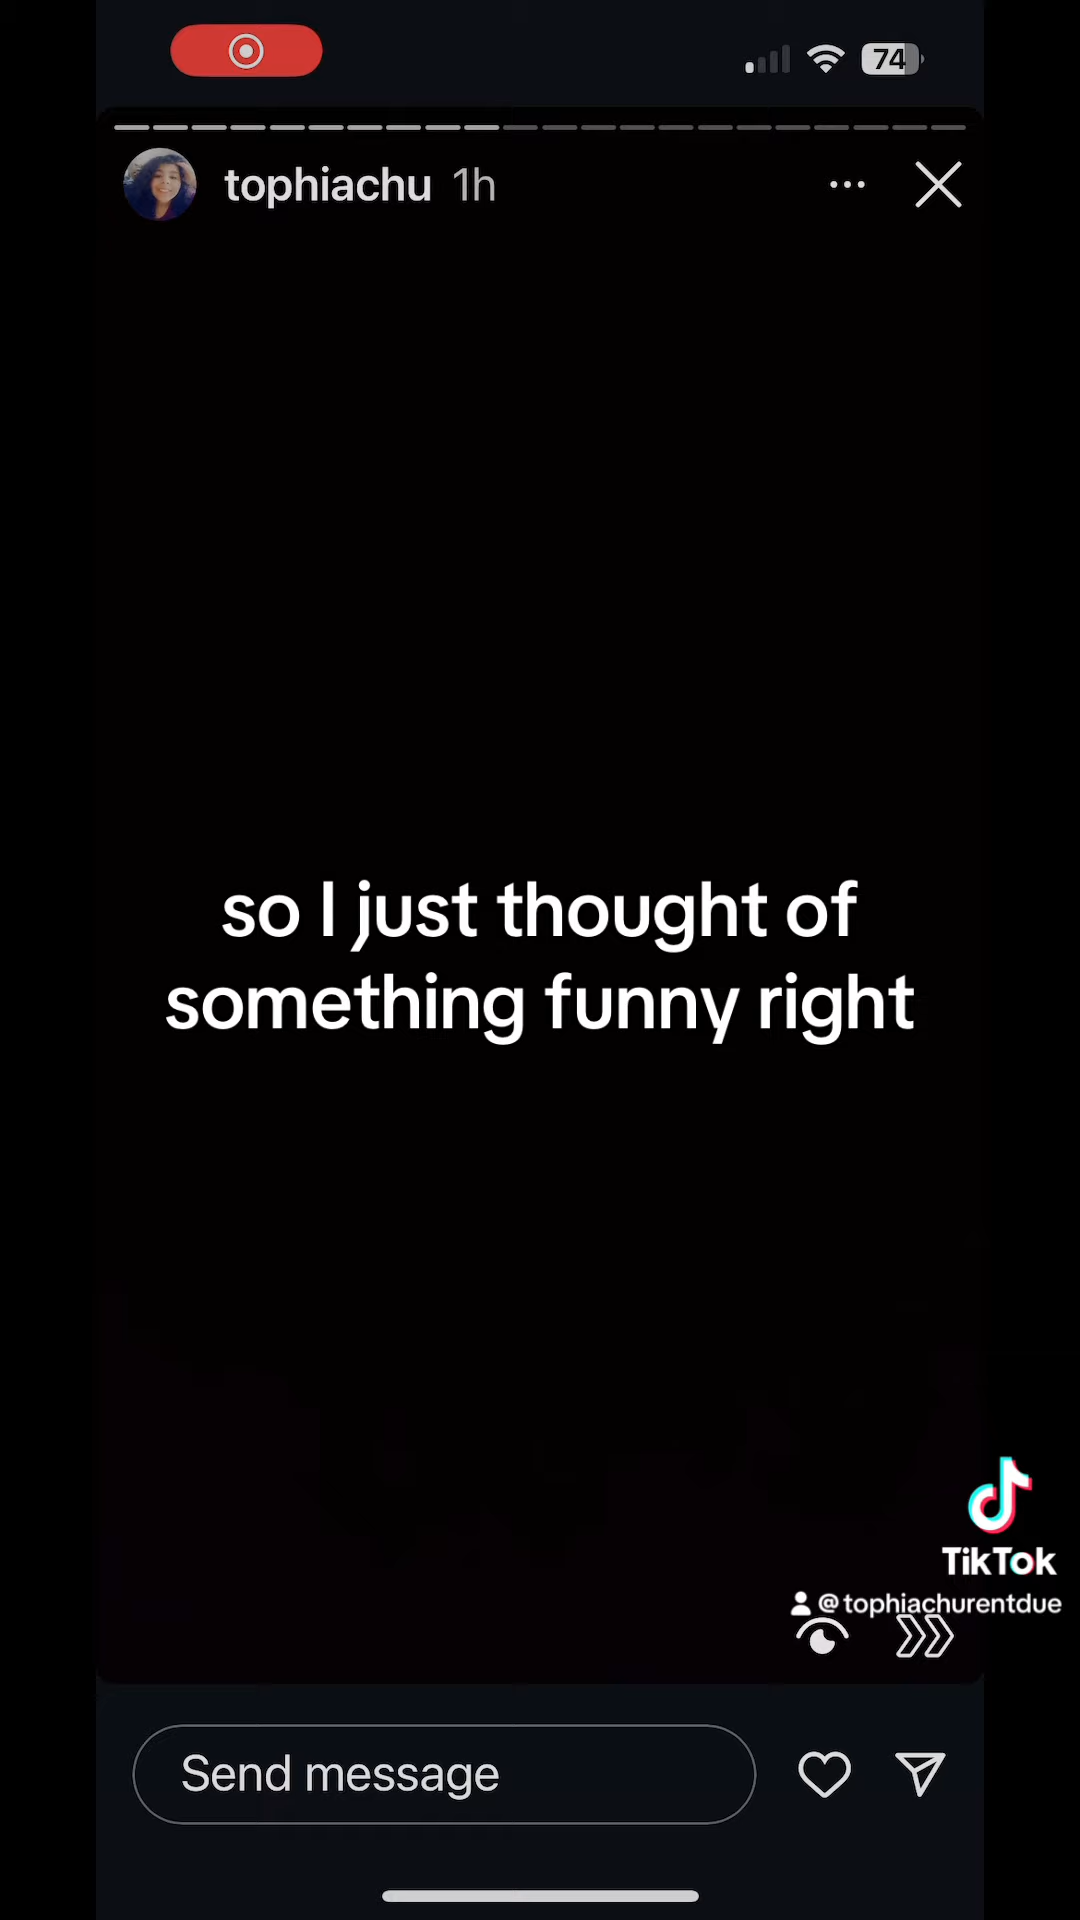 74
tophiachu 1h
so I just thought of
something funny right
TikTok
@tophiachurentdue
Send message